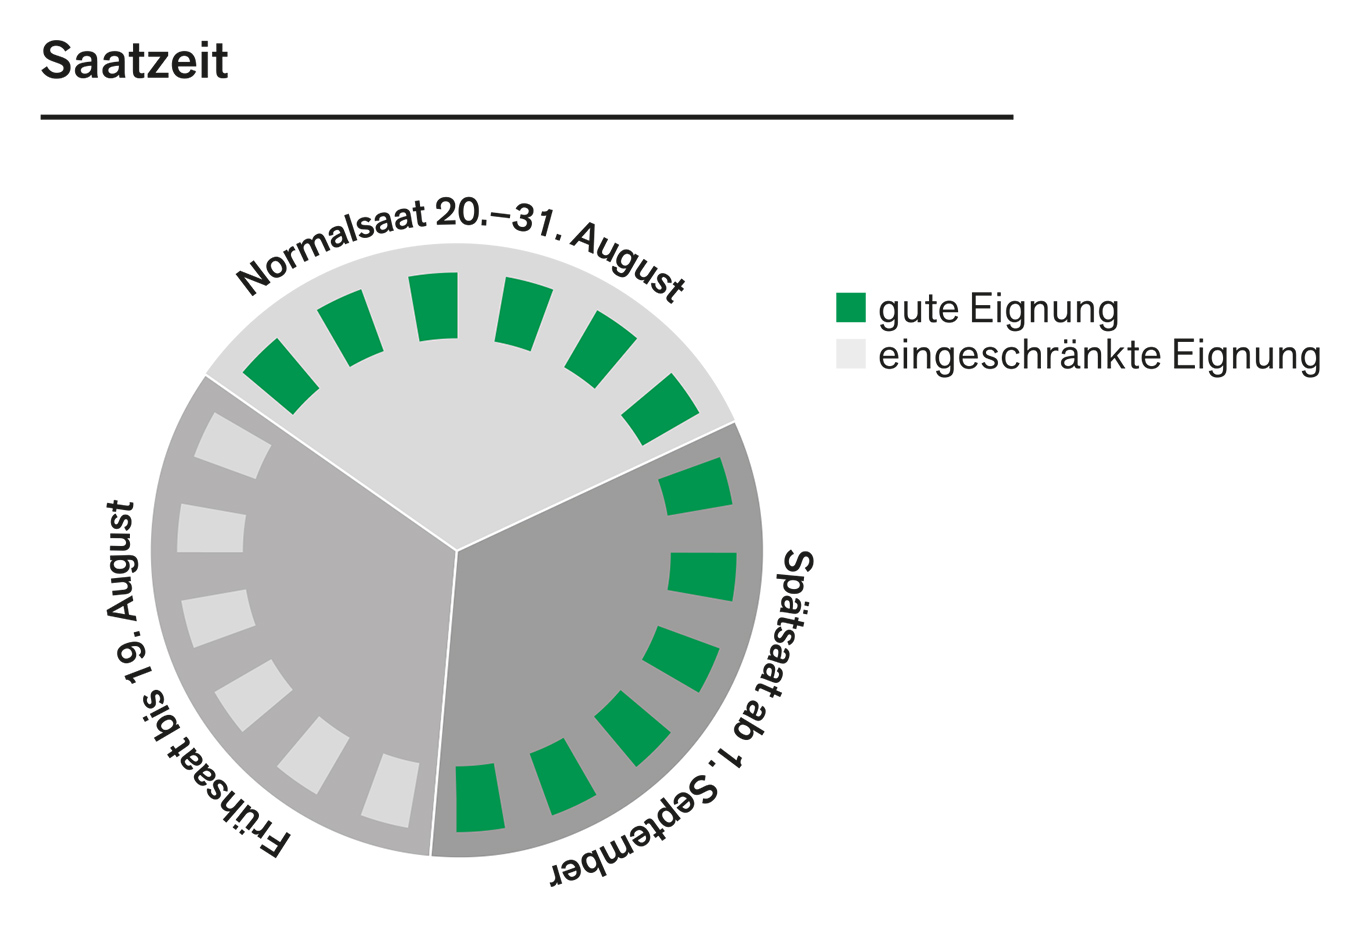 Saatzeit
Normalsaat 20.–31. August
gute Eignung
eingeschränkte Eignung
Frühsaat bis 19. August
Spätsaat ab 1. September